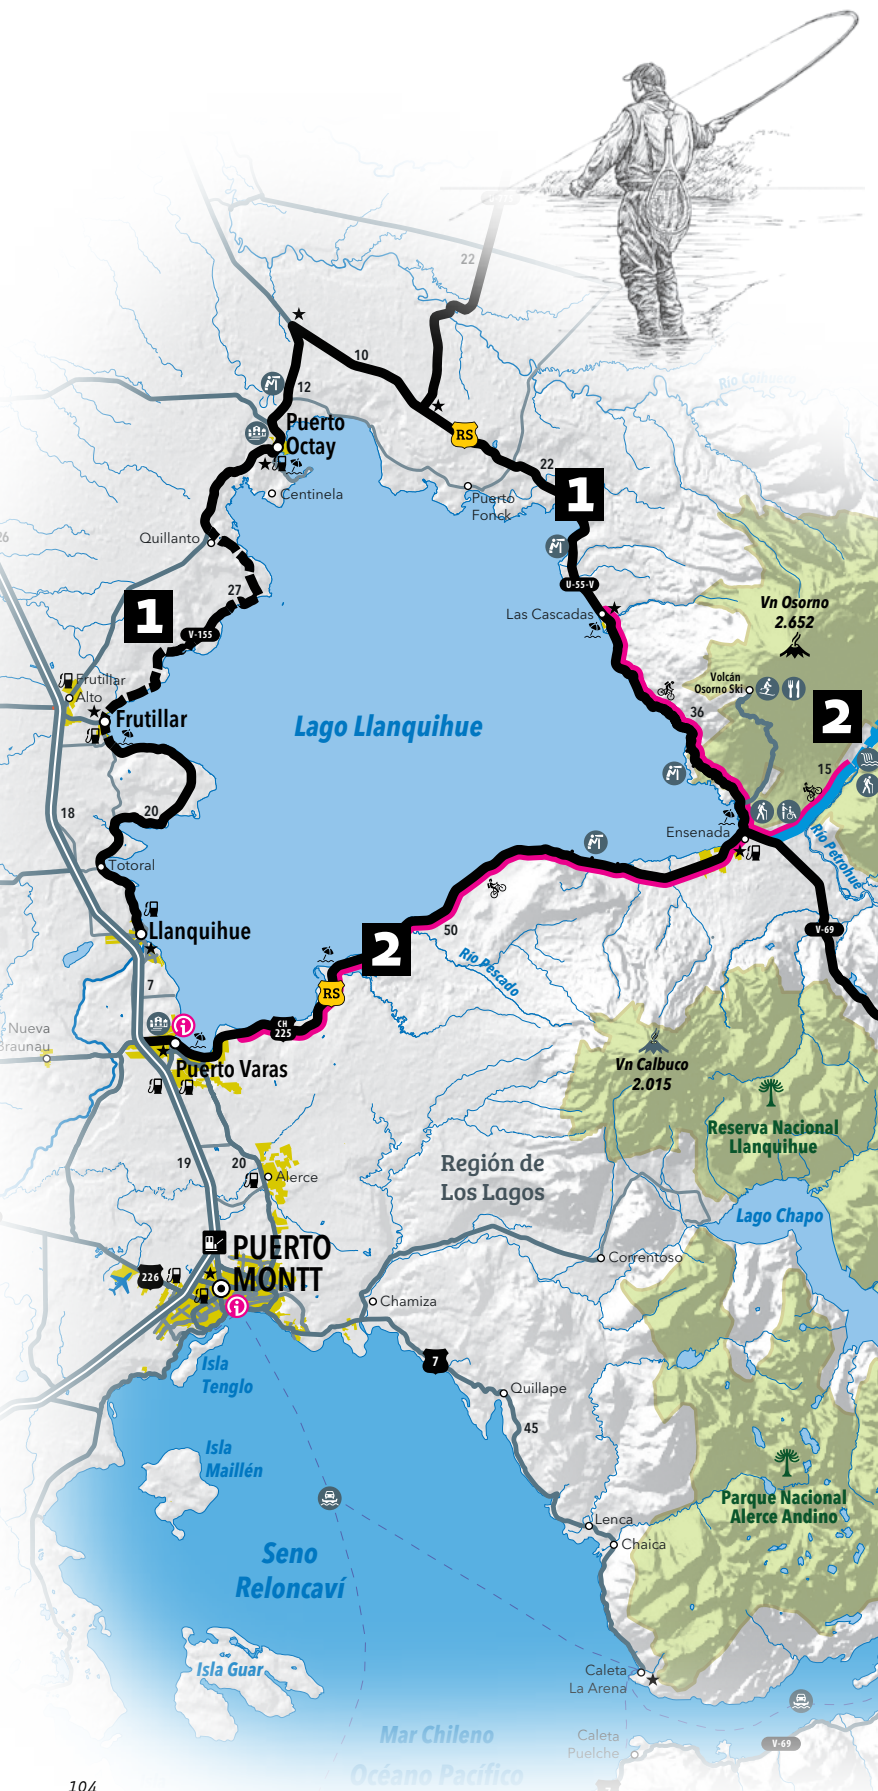 22
10
12
Río Coihueco
Puerto
Octay
RS
22
1
Centinela
Puerto
Fonck
Quillanto
26
27
U-55-V
1
V-155
Las Cascadas
Vn Osorno
2.652
Frutillar
Alto
Volcán
Osorno Ski
Frutillar
Lago Llanquihue
36
2
15
18
20
Ensenada
Río Petrohué
Totoral
Llanquihue
50
2
V-69
Río Pescado
7
RS
i
CH
225
Nueva
Braunau
Vn Calbuco
2.015
Puerto Varas
Reserva Nacional
Llanquihue
19
20
Alerce
Región de
Los Lagos
Lago Chapo
PUERTO
MONTT
226
i
Correntoso
Chamiza
7
Isla
Tenglo
Quillape
45
Isla
Maillén
Parque Nacional
Alerce Andino
Lenca
Chaica
Seno
Reloncaví
Isla Guar
Caleta
La Arena
Mar Chileno
Caleta
Puelche
V-69
Océano Pacífico
104